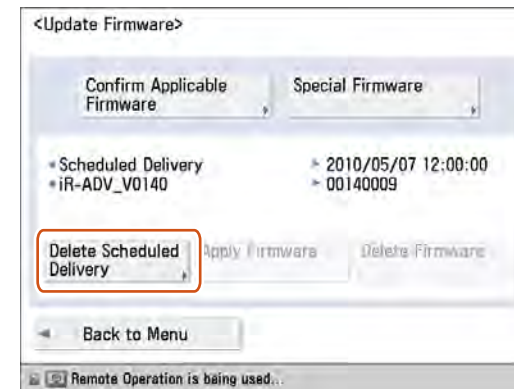 <Update Firmware>
Confirm Applicable
Firmware
Special Firmware
Scheduled Delivery
2010/05/07 12:00:00
iR-ADV_V0140
00140009
Delete Scheduled
Delivery
Apply Firmware
Delete Firmware
Back to Menu
Remote Operation is being used...